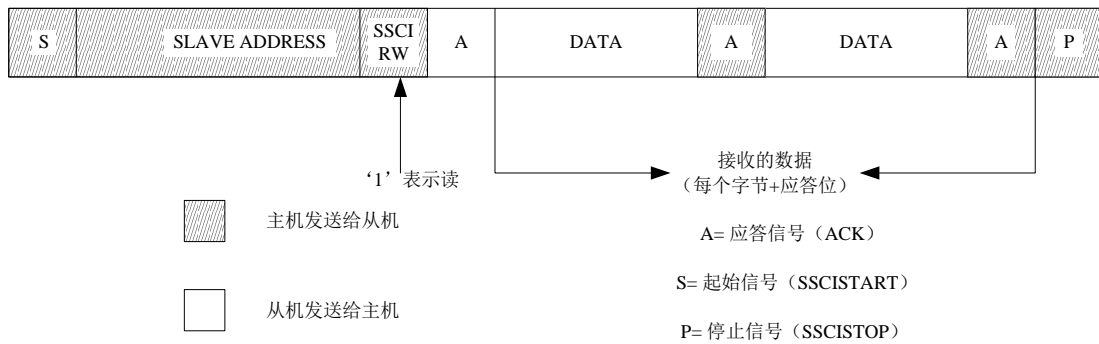 S SLAVE ADDRESS SSCI RW A DATA A DATA A P
‘1’表示读
接收的数据
（每个字节+应答位）
主机发送给从机
A= 应答信号（ACK）
S= 起始信号（SSCISTART）
从机发送给主机
P= 停止信号（SSCISTOP）